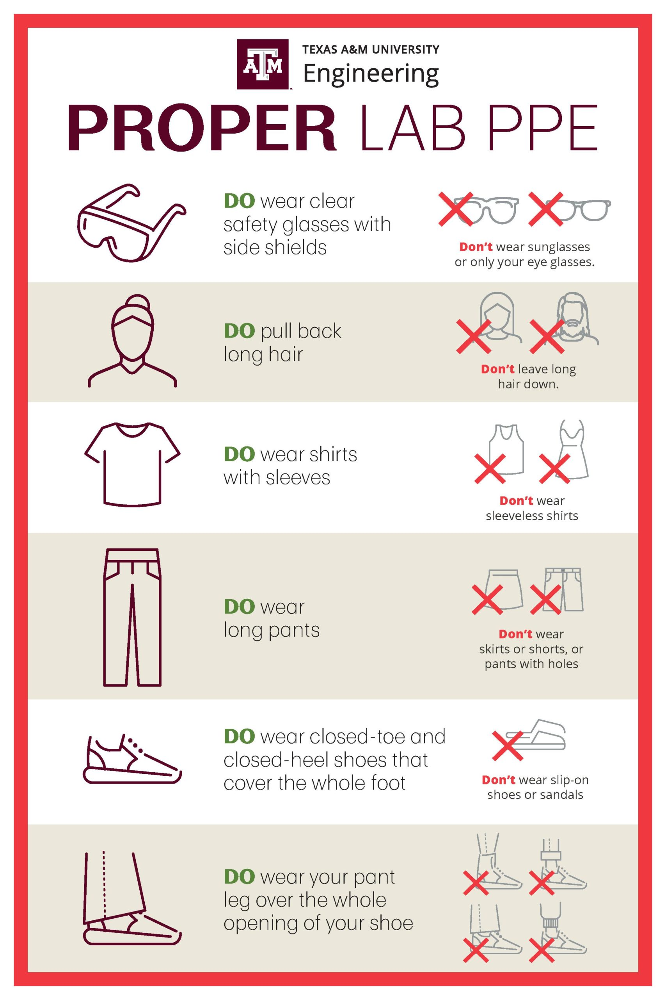 ATM
TEXAS A&M UNIVERSITY
Engineering
PROPER LAB PPE
DO wear clear
safety glasses with
side shields
Don't wear sunglasses
or only your eye glasses.
DO pull back
long hair
Don't leave long
hair down.
DO wear shirts
with sleeves
Don't wear
sleeveless shirts
DO wear
long pants
Don't wear
skirts or shorts, or
pants with holes
DO wear closed-toe and
closed-heel shoes that
cover the whole foot
Don't wear slip-on
shoes or sandals
DO wear your pant
leg over the whole
opening of your shoe